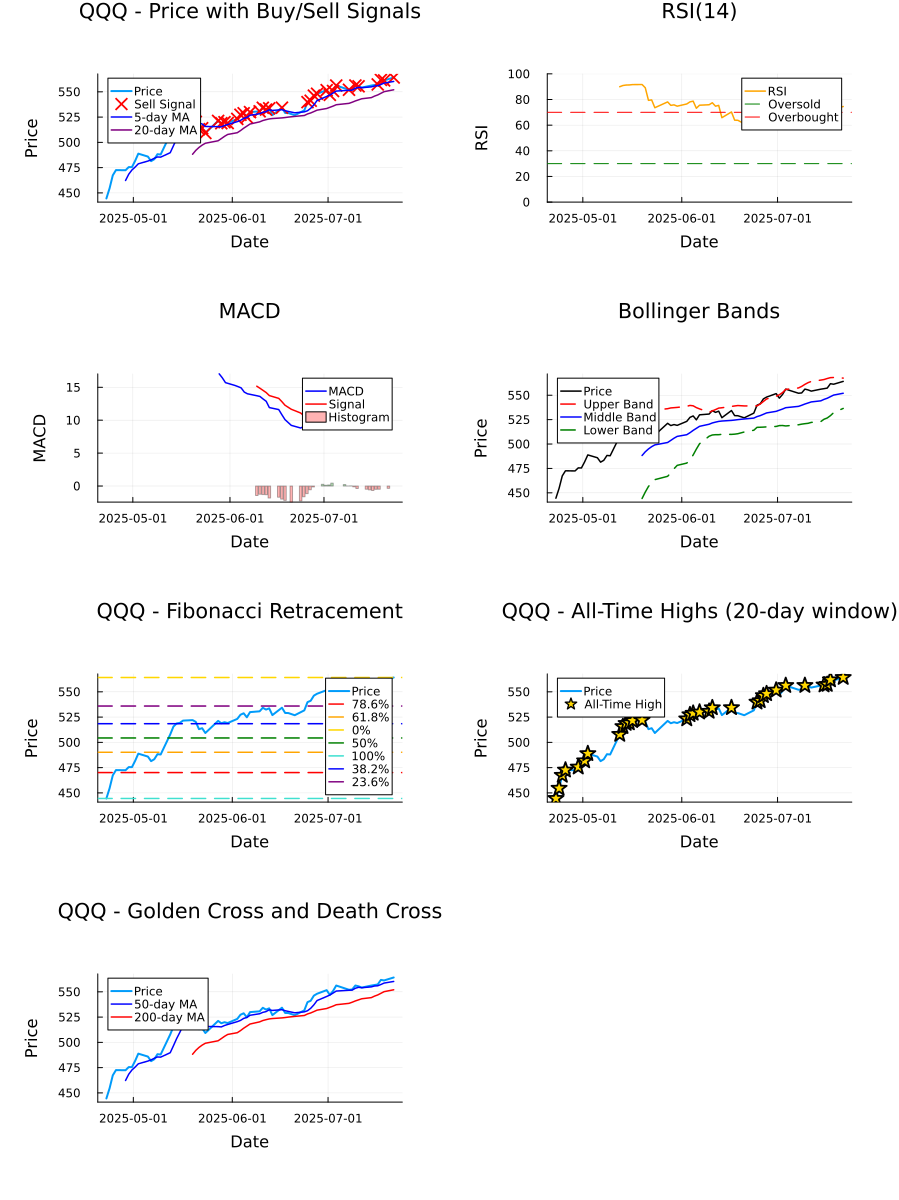 QQQ - Price with Buy/Sell Signals
Price
550
525
500
475
450
Price
Sell Signal
5-day MA
20-day MA
2025-05-01
2025-06-01
2025-07-01
Date
RSI(14)
RSI
100
80
60
40
20
0
RSI
Oversold
Overbought
2025-05-01
2025-06-01
2025-07-01
Date
MACD
MACD
15
10
5
0
MACD
Signal
Histogram
2025-05-01
2025-06-01
2025-07-01
Date
Bollinger Bands
Price
550
525
500
475
450
Price
Upper Band
Middle Band
Lower Band
2025-05-01
2025-06-01
2025-07-01
Date
QQQ - Fibonacci Retracement
Price
550
525
500
475
450
Price
78.6%
61.8%
0%
50%
100%
38.2%
23.6%
2025-05-01
2025-06-01
2025-07-01
Date
QQQ - All-Time Highs (20-day window)
Price
550
525
500
475
450
Price
All-Time High
2025-05-01
2025-06-01
2025-07-01
Date
QQQ - Golden Cross and Death Cross
Price
550
525
500
475
450
Price
50-day MA
200-day MA
2025-05-01
2025-06-01
2025-07-01
Date